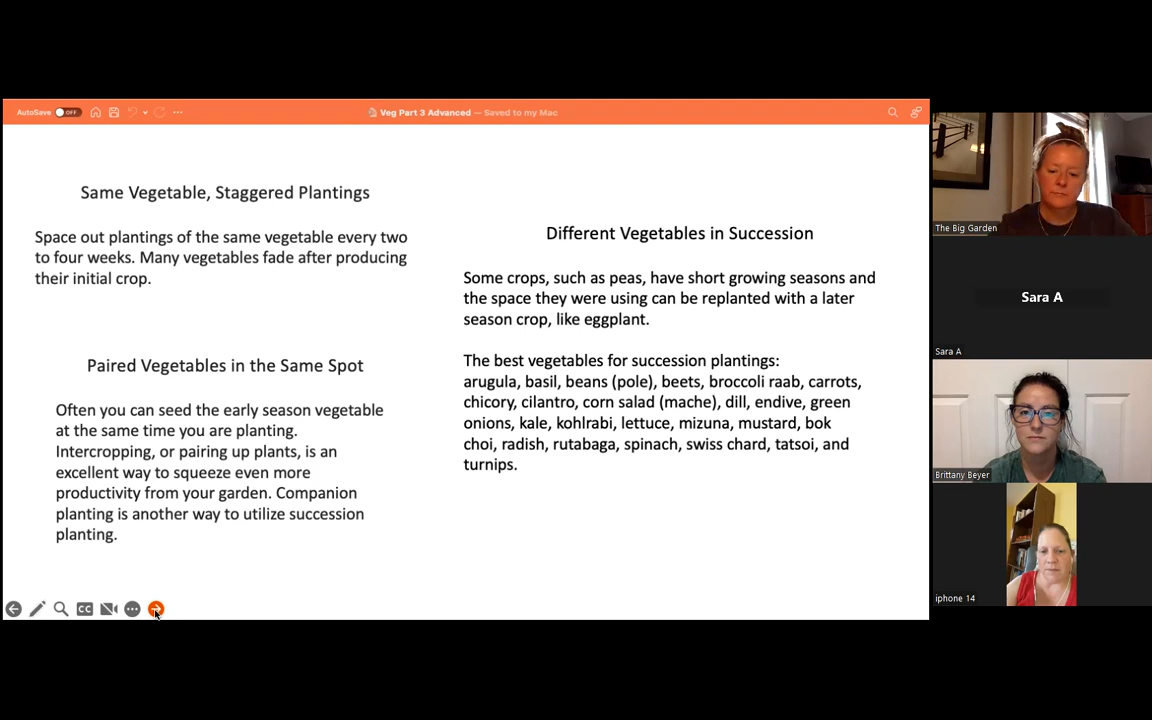 AutoSave OFF
Veg Part 3 Advanced — Saved to my Mac
Same Vegetable, Staggered Plantings
Space out plantings of the same vegetable every two
to four weeks. Many vegetables fade after producing
their initial crop.
Paired Vegetables in the Same Spot
Often you can seed the early season vegetable
at the same time you are planting.
Intercropping, or pairing up plants, is an
excellent way to squeeze even more
productivity from your garden. Companion
planting is another way to utilize succession
planting.
Different Vegetables in Succession
Some crops, such as peas, have short growing seasons and
the space they were using can be replanted with a later
season crop, like eggplant.
The best vegetables for succession plantings:
arugula, basil, beans (pole), beets, broccoli raab, carrots,
chicory, cilantro, corn salad (mache), dill, endive, green
onions, kale, kohlrabi, lettuce, mizuna, mustard, bok
choi, radish, rutabaga, spinach, swiss chard, tatsoi, and
turnips.
CC
The Big Garden
Sara A
Sara A
Brittany Beyer
iphone 14